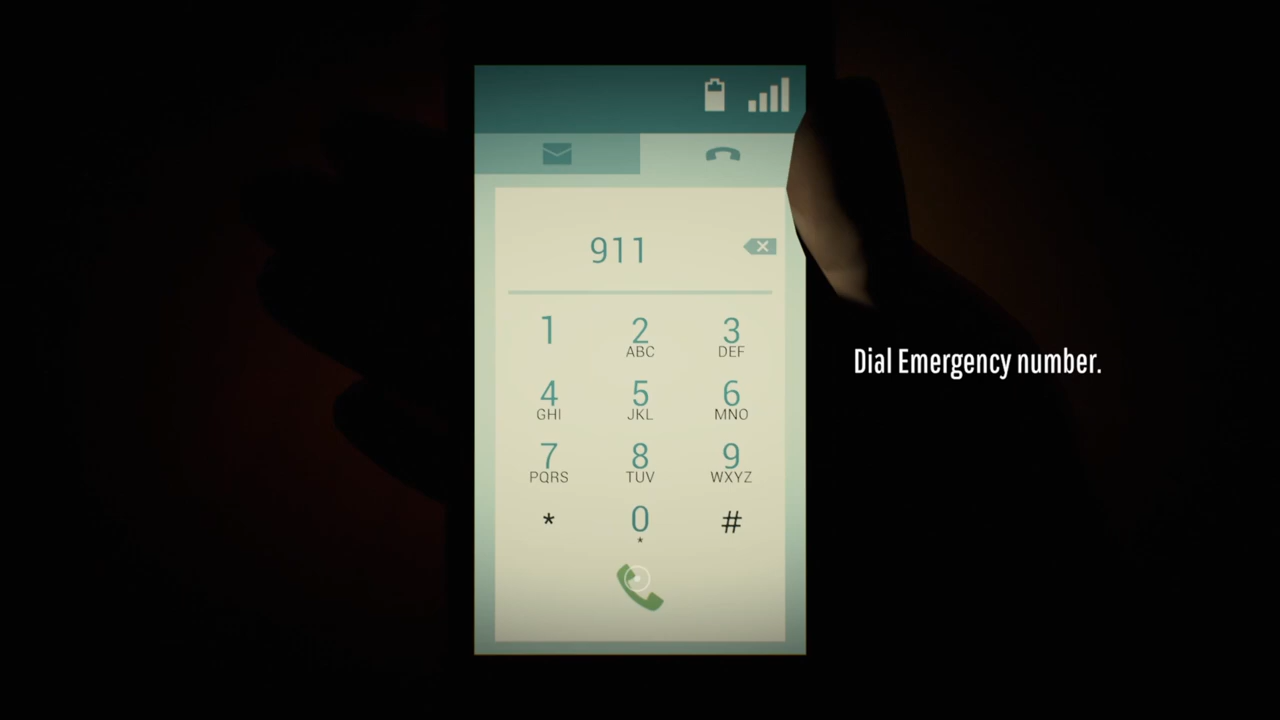 911
1 2 3
ABC DEF
4 5 6
GHI JKL MNO
7 8 9
PQRS TUV WXYZ
* 0 #
*
Dial Emergency number.